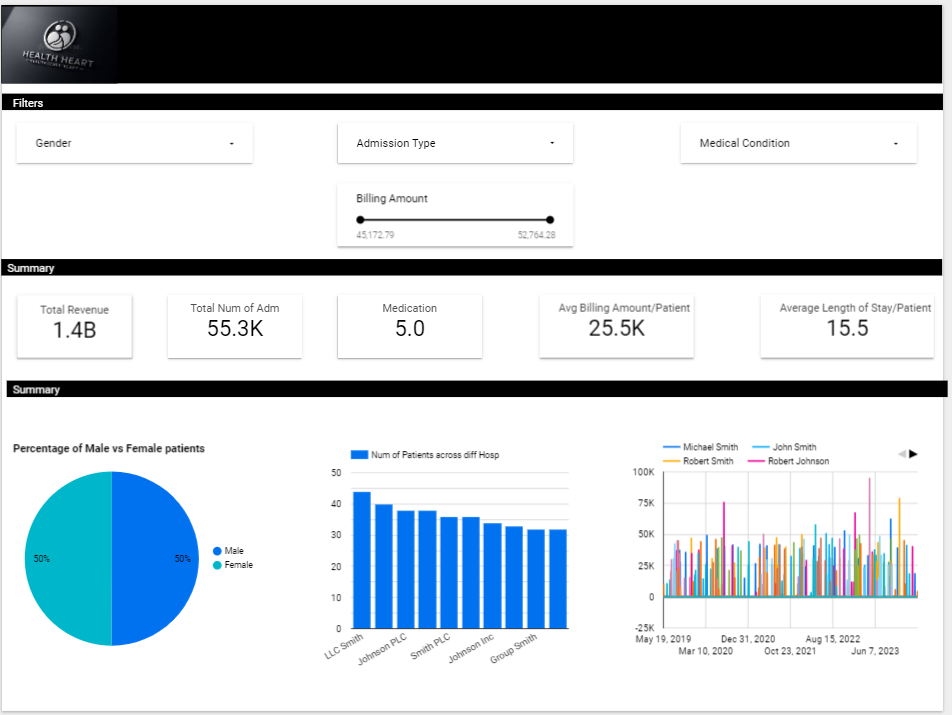 HEALTH HEART
Filters
Gender
Admission Type
Medical Condition
Billing Amount
45,172.79
52,764.28
Summary
Total Revenue
1.4B
Total Num of Adm
55.3K
Medication
5.0
Avg Billing Amount/Patient
25.5K
Average Length of Stay/Patient
15.5
Summary
Percentage of Male vs Female patients
50%
50%
Male
Female
Num of Patients across diff Hosp
50
40
30
20
10
0
LLC Smith
Johnson PLC
Smith PLC
Johnson Inc
Group Smith
Michael Smith
John Smith
Robert Smith
Robert Johnson
100K
75K
50K
25K
0
-25K
May 19, 2019
Dec 31, 2020
Aug 15, 2022
Mar 10, 2020
Oct 23, 2021
Jun 7, 2023